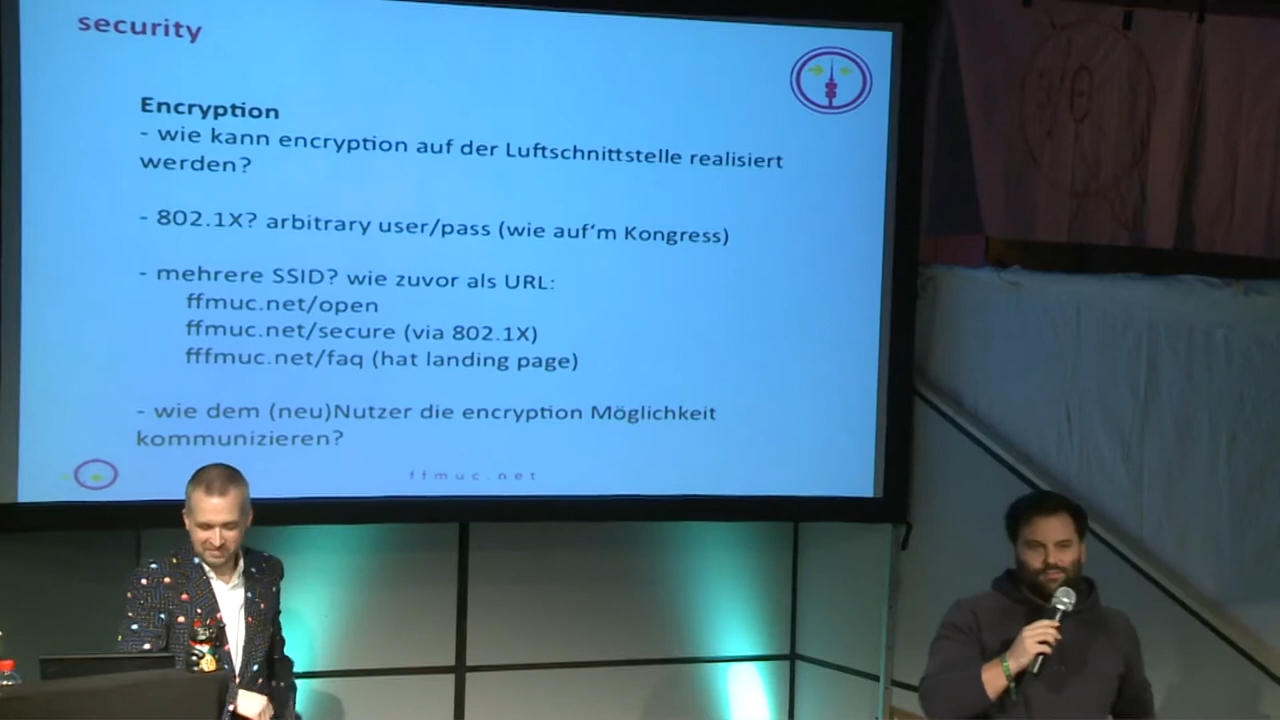 security
Encryption
- wie kann encryption auf der Luftschnittstelle realisiert
werden?
- 802.1X? arbitrary user/pass (wie auf‘m Kongress)
- mehrere SSID? wie zuvor als URL:
ffmuc.net/open
ffmuc.net/secure (via 802.1X)
fffmuc.net/faq (hat landing page)
- wie dem (neu)Nutzer die encryption Möglichkeit
kommunizieren?
ffmuc.net